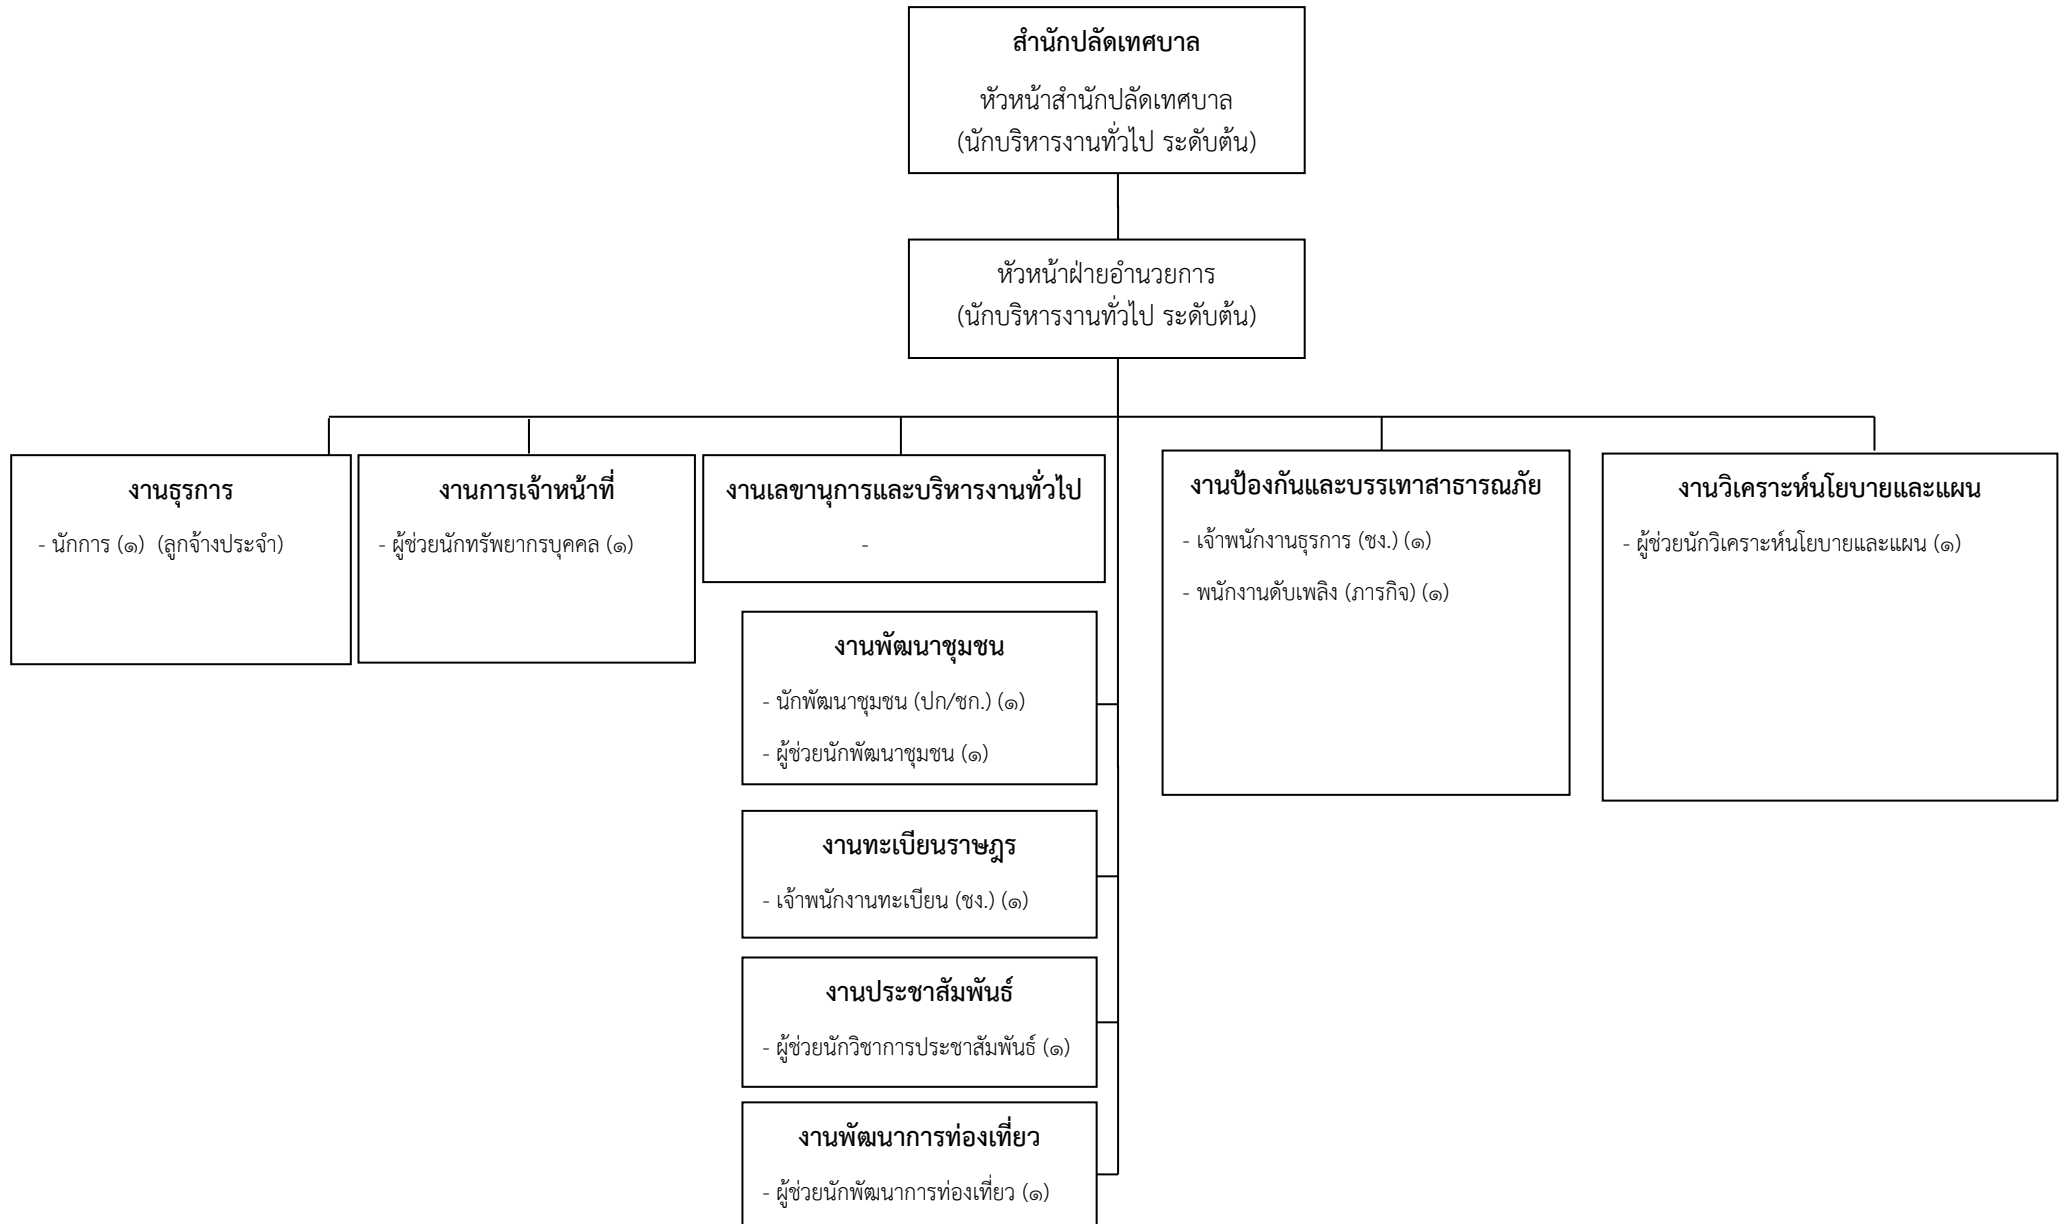 สำนักปลัดเทศบาล
หัวหน้าสำนักปลัดเทศบาล
(นักบริหารงานทั่วไป ระดับต้น)
หัวหน้าฝ่ายอำนวยการ
(นักบริหารงานทั่วไป ระดับต้น)
งานธุรการ
- นักการ (๑) (ลูกจ้างประจำ)
งานการเจ้าหน้าที่
- ผู้ช่วยนักทรัพยากรบุคคล (๑)
งานเลขานุการและบริหารงานทั่วไป
-
งานป้องกันและบรรเทาสาธารณภัย
- เจ้าพนักงานธุรการ (ชง.) (๑)
- พนักงานดับเพลิง (ภารกิจ) (๑)
งานวิเคราะห์นโยบายและแผน
- ผู้ช่วยนักวิเคราะห์นโยบายและแผน (๑)
งานพัฒนาชุมชน
- นักพัฒนาชุมชน (ปก/ชก.) (๑)
- ผู้ช่วยนักพัฒนาชุมชน (๑)
งานทะเบียนราษฎร
- เจ้าพนักงานทะเบียน (ชง.) (๑)
งานประชาสัมพันธ์
- ผู้ช่วยนักวิชาการประชาสัมพันธ์ (๑)
งานพัฒนาการท่องเที่ยว
- ผู้ช่วยนักพัฒนาการท่องเที่ยว (๑)